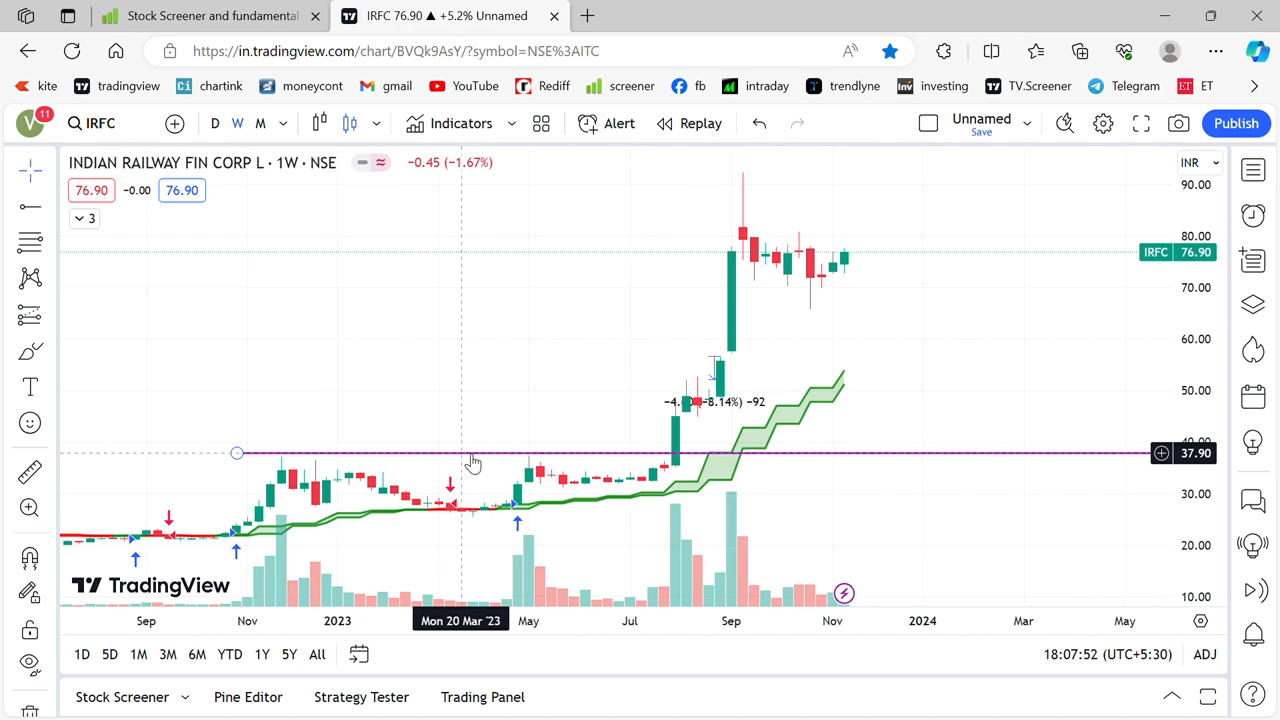 Stock Screener and fundamental
IRFC 76.90 ▲ +5.2% Unnamed
https://in.tradingview.com/chart/BVQk9AsY/?symbol=NSE%3AITC
kite
tradingview
chartink
moneycont
gmail
YouTube
Rediff
screener
fb
intraday
trendlyne
investing
TV.Screener
Telegram
ET
V
11
IRFC
D W M
Indicators
Alert
Replay
Unnamed
Save
Publish
INDIAN RAILWAY FIN CORP L · 1W · NSE
−0.45 (−1.67%)
INR
76.90 −0.00 76.90
3
90.00
80.00
IRFC 76.90
70.00
60.00
50.00
(−8.14%) −92
40.00
37.90
30.00
20.00
10.00
TradingView
Sep Nov 2023 Mon 20 Mar '23 May Jul Sep Nov 2024 Mar May
1D 5D 1M 3M 6M YTD 1Y 5Y All
18:07:52 (UTC+5:30) ADJ
Stock Screener Pine Editor Strategy Tester Trading Panel